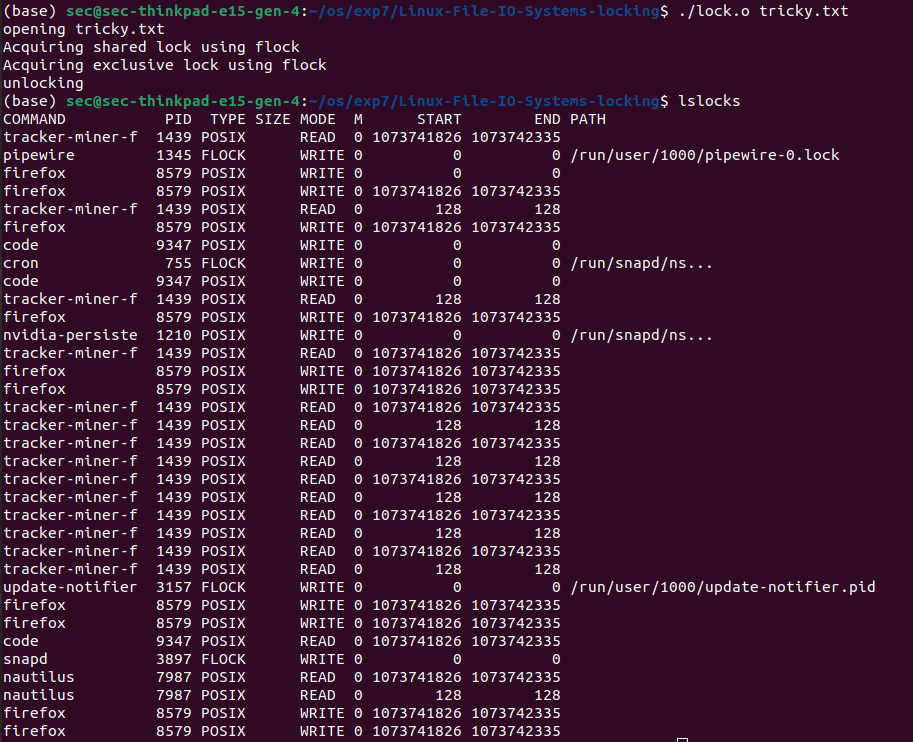 (base) sec@sec-thinkpad-e15-gen-4:~/os/exp7/Linux-File-IO-Systems-locking$ ./lock.o tricky.txt
opening tricky.txt
Acquiring shared lock using flock
Acquiring exclusive lock using flock
unlocking
(base) sec@sec-thinkpad-e15-gen-4:~/os/exp7/Linux-File-IO-Systems-locking$ lslocks
COMMAND           PID  TYPE SIZE MODE  M      START        END PATH
tracker-miner-f  1439 POSIX      READ  0 1073741826 1073742335
pipewire         1345 FLOCK      WRITE 0          0          0 /run/user/1000/pipewire-0.lock
firefox          8579 POSIX      WRITE 0          0          0
firefox          8579 POSIX      WRITE 0 1073741826 1073742335
tracker-miner-f  1439 POSIX      READ  0        128        128
firefox          8579 POSIX      WRITE 0 1073741826 1073742335
code             9347 POSIX      WRITE 0          0          0
cron              755 FLOCK      WRITE 0          0          0 /run/snapd/ns...
code             9347 POSIX      WRITE 0          0          0
tracker-miner-f  1439 POSIX      READ  0        128        128
firefox          8579 POSIX      WRITE 0 1073741826 1073742335
nvidia-persiste  1210 POSIX      WRITE 0          0          0 /run/snapd/ns...
tracker-miner-f  1439 POSIX      READ  0 1073741826 1073742335
firefox          8579 POSIX      WRITE 0 1073741826 1073742335
firefox          8579 POSIX      WRITE 0 1073741826 1073742335
tracker-miner-f  1439 POSIX      READ  0 1073741826 1073742335
tracker-miner-f  1439 POSIX      READ  0        128        128
tracker-miner-f  1439 POSIX      READ  0 1073741826 1073742335
tracker-miner-f  1439 POSIX      READ  0        128        128
tracker-miner-f  1439 POSIX      READ  0 1073741826 1073742335
tracker-miner-f  1439 POSIX      READ  0        128        128
tracker-miner-f  1439 POSIX      READ  0 1073741826 1073742335
tracker-miner-f  1439 POSIX      READ  0        128        128
tracker-miner-f  1439 POSIX      READ  0 1073741826 1073742335
tracker-miner-f  1439 POSIX      READ  0        128        128
update-notifier  3157 FLOCK      WRITE 0          0          0 /run/user/1000/update-notifier.pid
firefox          8579 POSIX      WRITE 0 1073741826 1073742335
firefox          8579 POSIX      WRITE 0 1073741826 1073742335
code             9347 POSIX      READ  0 1073741826 1073742335
snapd            3897 FLOCK      WRITE 0          0          0
nautilus         7987 POSIX      READ  0 1073741826 1073742335
nautilus         7987 POSIX      READ  0        128        128
firefox          8579 POSIX      WRITE 0 1073741826 1073742335
firefox          8579 POSIX      WRITE 0 1073741826 1073742335